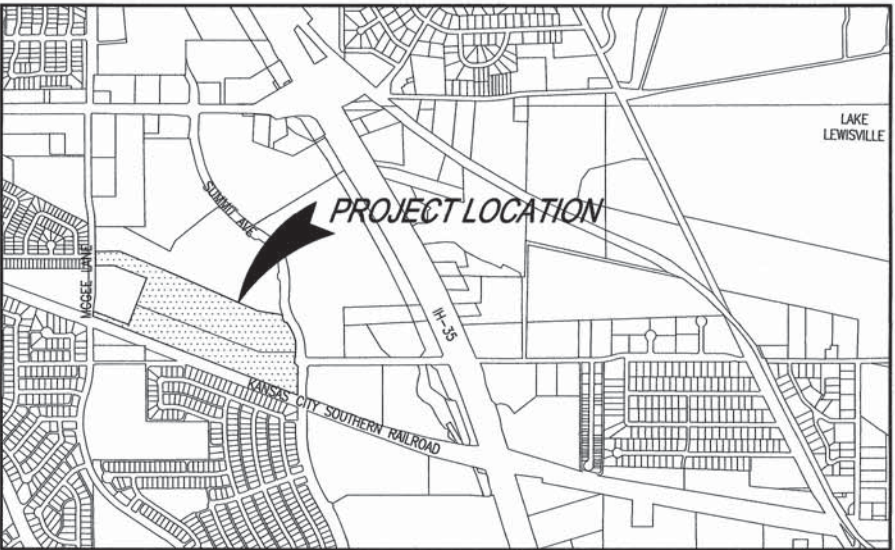 LAKE
LEWISVILLE
SUMMIT AVE.
PROJECT LOCATION
MCGEE LANE
IH-35
KANSAS CITY SOUTHERN RAILROAD